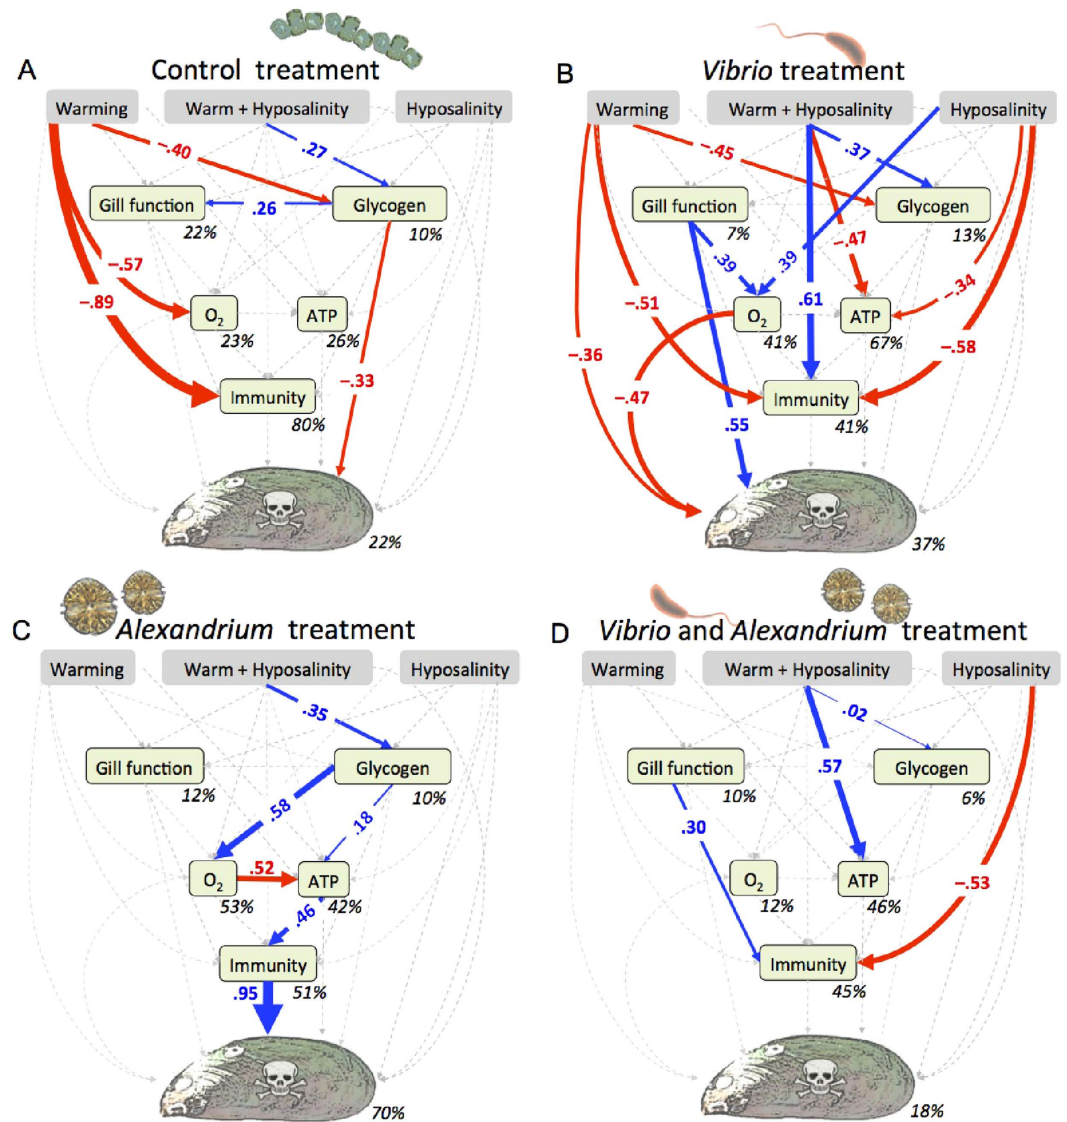 A
Control treatment
Warming
Warm + Hyposalinity
Hyposalinity
−.40
.27
Gill function
.26
Glycogen
22%
10%
−.57
−.89
O2
ATP
23%
26%
−.33
Immunity
80%
22%
B
Vibrio treatment
Warming
Warm + Hyposalinity
Hyposalinity
−.45
.37
Gill function
Glycogen
7%
13%
.39
.39
−.47
−.34
−.51
.61
O2
ATP
41%
67%
−.36
−.58
−.47
Immunity
.55
41%
37%
C
Alexandrium treatment
Warming
Warm + Hyposalinity
Hyposalinity
.35
Gill function
Glycogen
12%
10%
.58
.18
O2
.52
ATP
53%
42%
.46
Immunity
.95
51%
70%
D
Vibrio and Alexandrium treatment
Warming
Warm + Hyposalinity
Hyposalinity
.02
Gill function
.57
Glycogen
10%
6%
.30
O2
ATP
−.53
12%
46%
Immunity
45%
18%